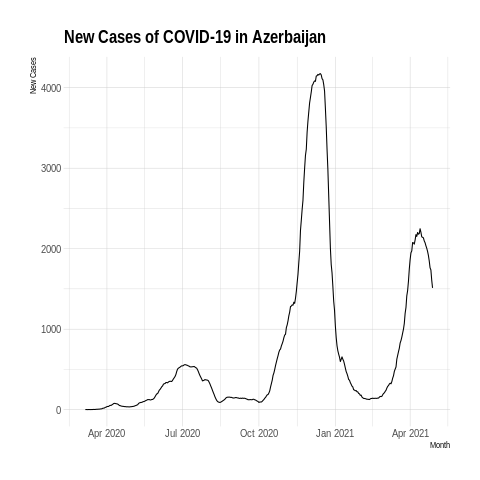 New Cases of COVID-19 in Azerbaijan
New Cases
4000
3000
2000
1000
0
Apr 2020 Jul 2020 Oct 2020 Jan 2021 Apr 2021
Month